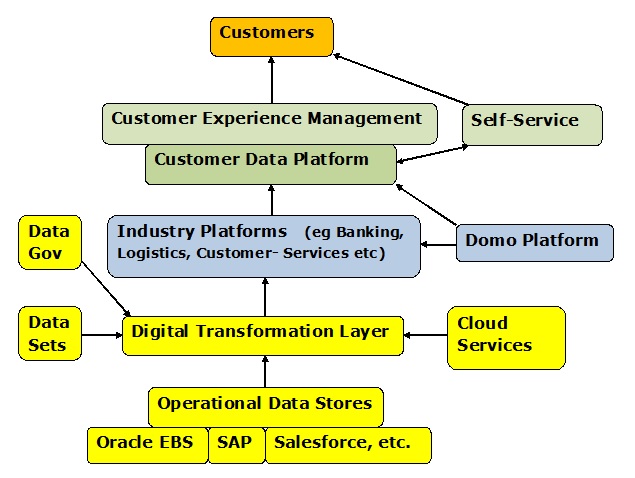 Customers
Customer Experience Management
Self-Service
Customer Data Platform
Data
Gov
Industry Platforms (eg Banking,
Logistics, Customer- Services etc)
Domo Platform
Data
Sets
Digital Transformation Layer
Cloud
Services
Operational Data Stores
Oracle EBS
SAP
Salesforce, etc.